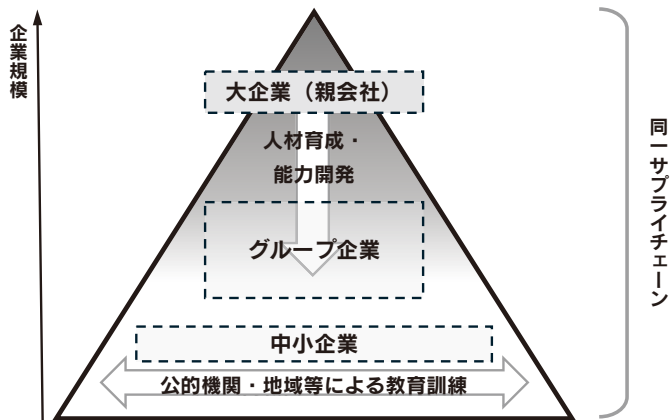 企業規模
大企業（親会社）
人材育成・
能力開発
グループ企業
中小企業
公的機関・地域等による教育訓練
同一サプライチェーン